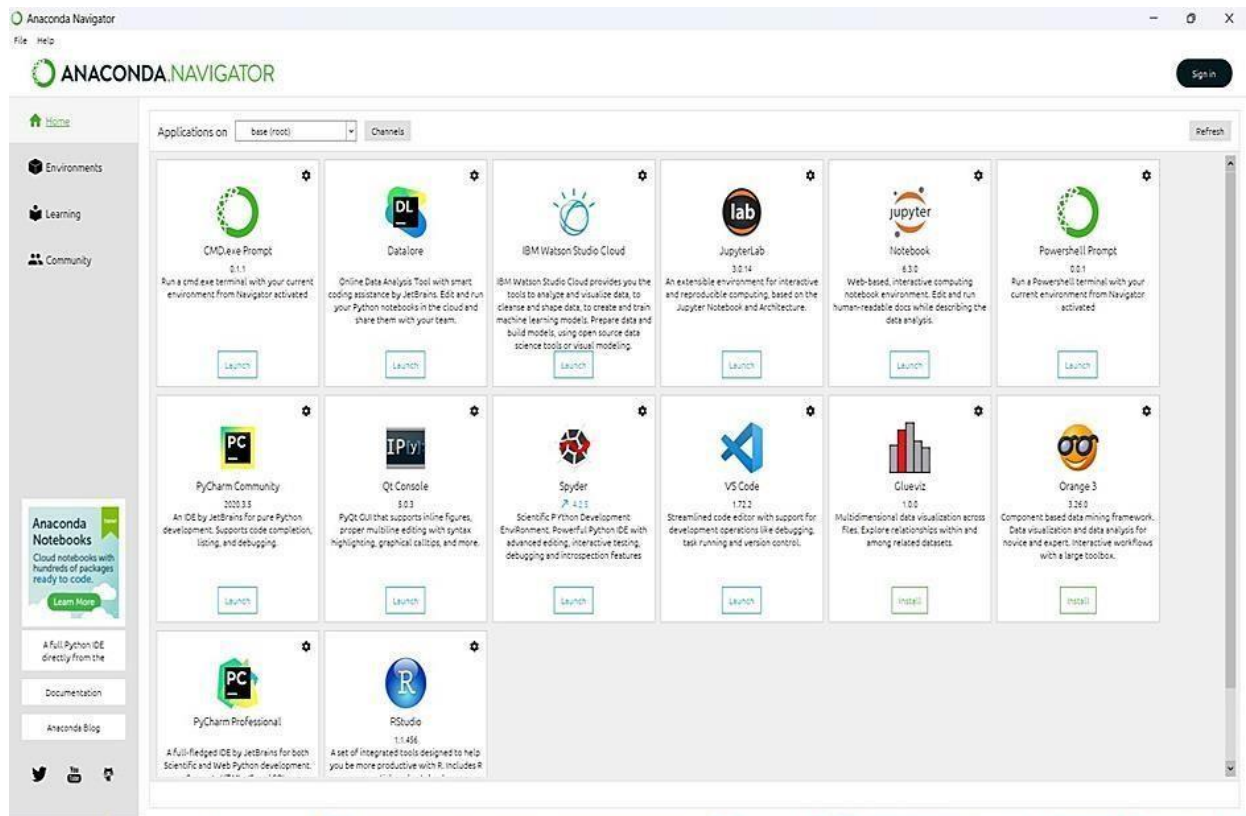 Anaconda Navigator
File Help
ANACONDA.NAVIGATOR
Sign in
Home
Environments
Learning
Community
Applications on
base (root)
Channels
Refresh
CMD.exe Prompt
0.1.1
Run a cmd.exe terminal with your current
environment from Navigator activated
Launch
DL
Datalore
Online Data Analysis Tool with smart
coding assistance by JetBrains. Edit and run
your Python notebooks in the cloud and
share them with your team.
Launch
IBM Watson Studio Cloud
IBM Watson Studio Cloud provides you the
tools to analyze and visualize data, to
cleanse and shape data, to create and train
machine learning models. Prepare data and
build models, using open source data
science tools or visual modeling.
Launch
lab
JupyterLab
3.0.14
An extensible environment for interactive
and reproducible computing, based on the
Jupyter Notebook and Architecture.
Launch
jupyter
Notebook
6.3.0
Web-based, interactive computing
notebook environment. Edit and run
human-readable docs while describing the
data analysis.
Launch
Powershell Prompt
0.0.1
Run a Powershell terminal with your
current environment from Navigator
activated
Launch
PC
PyCharm Community
2020.3.5
An IDE by JetBrains for pure Python
development. Supports code completion,
listing, and debugging.
Launch
IP[y]:
Qt Console
5.0.3
PyQt GUI that supports inline figures,
proper multiline editing with syntax
highlighting, graphical calltips, and more.
Launch
Spyder
4.2.5
Scientific PYthon Development
EnviRonment. Powerful Python IDE with
advanced editing, interactive testing,
debugging and introspection features
Launch
VS Code
1.72.2
Streamlined code editor with support for
development operations like debugging,
task running and version control.
Launch
Glueviz
1.0.0
Multidimensional data visualization across
files. Explore relationships within and
among related datasets.
Install
Orange 3
3.26.0
Component based data mining framework.
Data visualization and data analysis for
novice and expert. Interactive workflows
with a large toolbox.
Install
PC
PyCharm Professional
A full-fledged IDE by JetBrains for both
Scientific and Web Python development.
R
RStudio
1.1.456
A set of integrated tools designed to help
you be more productive with R. Includes R
Anaconda
Notebooks
Cloud notebooks with
hundreds of packages
ready to code.
Learn More
A full Python IDE
directly from the
Documentation
Anaconda Blog
You